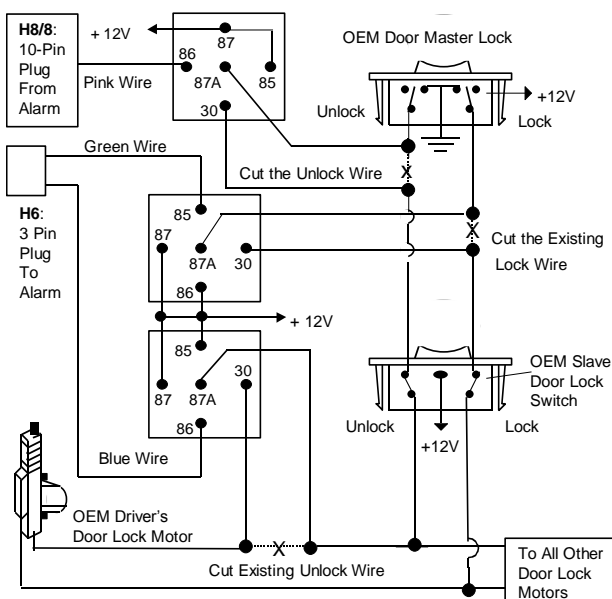 H8/8:
10-Pin
Plug
From
Alarm
+ 12V
87
86
87A
85
30
Pink Wire
OEM Door Master Lock
Unlock
+12V
Lock
Green Wire
Cut the Unlock Wire
X
H6:
3 Pin
Plug
To
Alarm
85
87
87A
30
86
X
Cut the Existing
Lock Wire
+ 12V
85
30
87
87A
86
OEM Slave
Door Lock
Switch
Unlock
+12V
Lock
Blue Wire
OEM Driver's
Door Lock Motor
X
Cut Existing Unlock Wire
To All Other
Door Lock
Motors